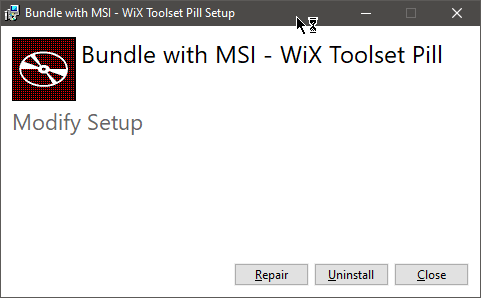 Bundle with MSI - WiX Toolset Pill Setup
Bundle with MSI - WiX Toolset Pill
Modify Setup
Repair Uninstall Close